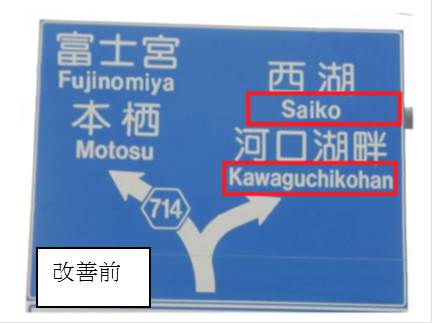 富士宮
Fujinomiya
本栖
Motosu
西湖
Saiko
河口湖畔
Kawaguchikohan
714
改善前